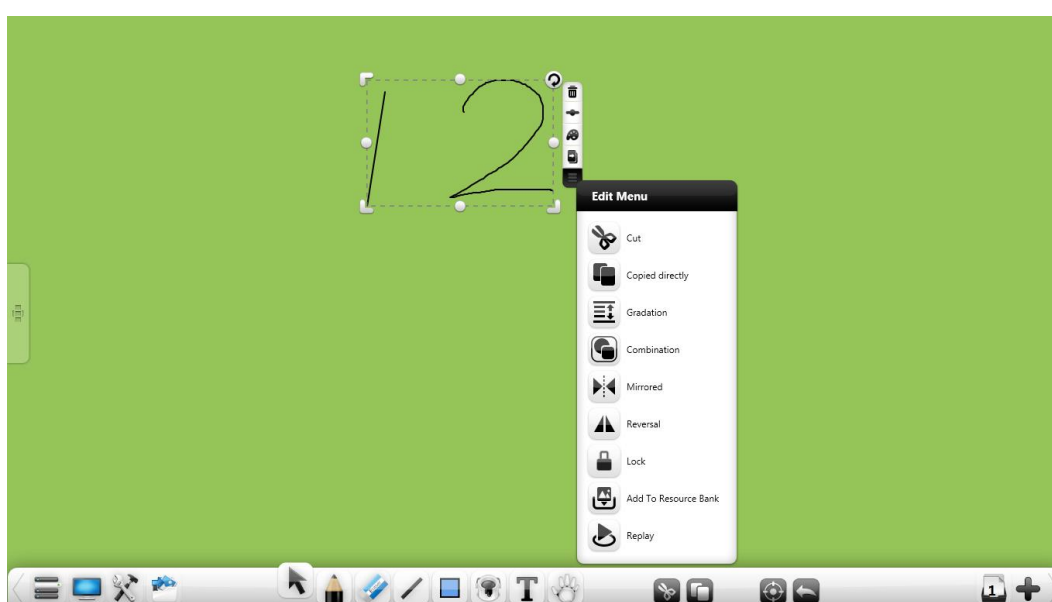 12
Edit Menu
Cut
Copied directly
Gradation
Combination
Mirrored
Reversal
Lock
Add To Resource Bank
Replay
T
1